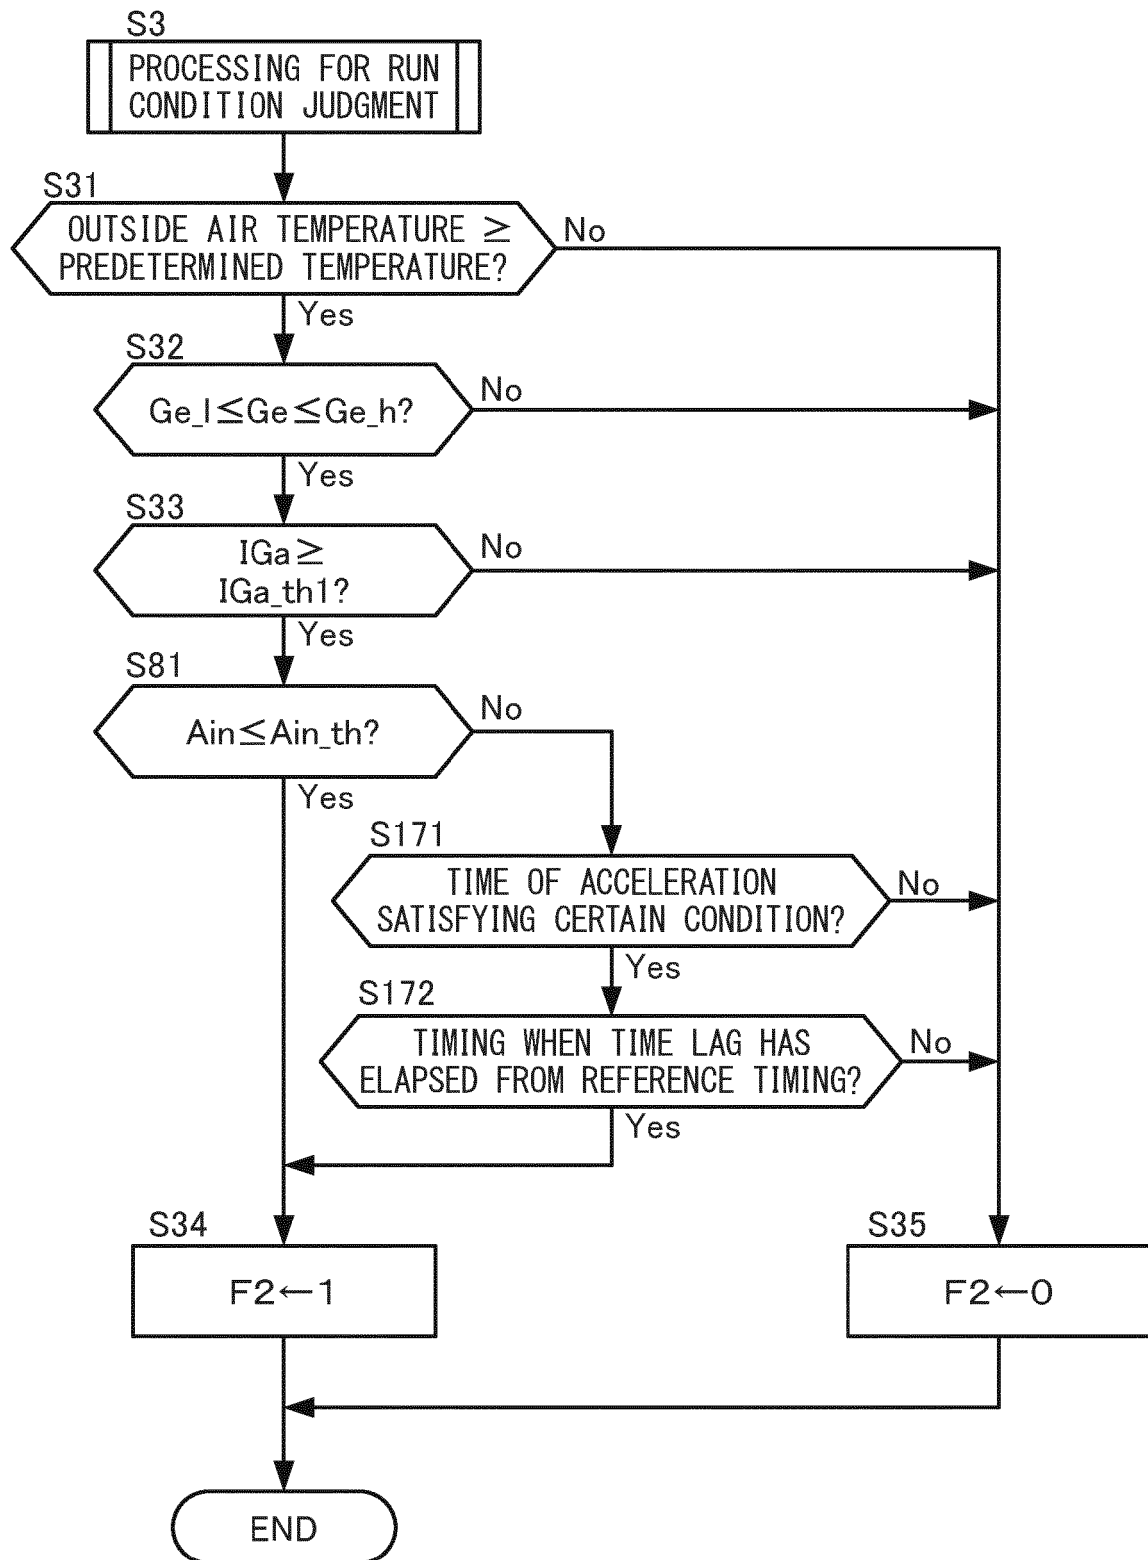 S3
PROCESSING FOR RUN
CONDITION JUDGMENT
S31
OUTSIDE AIR TEMPERATURE ≥
PREDETERMINED TEMPERATURE?
No
Yes
S32
Ge_l≤Ge≤Ge_h?
No
Yes
S33
IGa≥
IGa_th1?
No
Yes
S81
Ain≤Ain_th?
No
Yes
S171
TIME OF ACCELERATION
SATISFYING CERTAIN CONDITION?
No
Yes
S172
TIMING WHEN TIME LAG HAS
ELAPSED FROM REFERENCE TIMING?
No
Yes
S34
F2←1
S35
F2←0
END